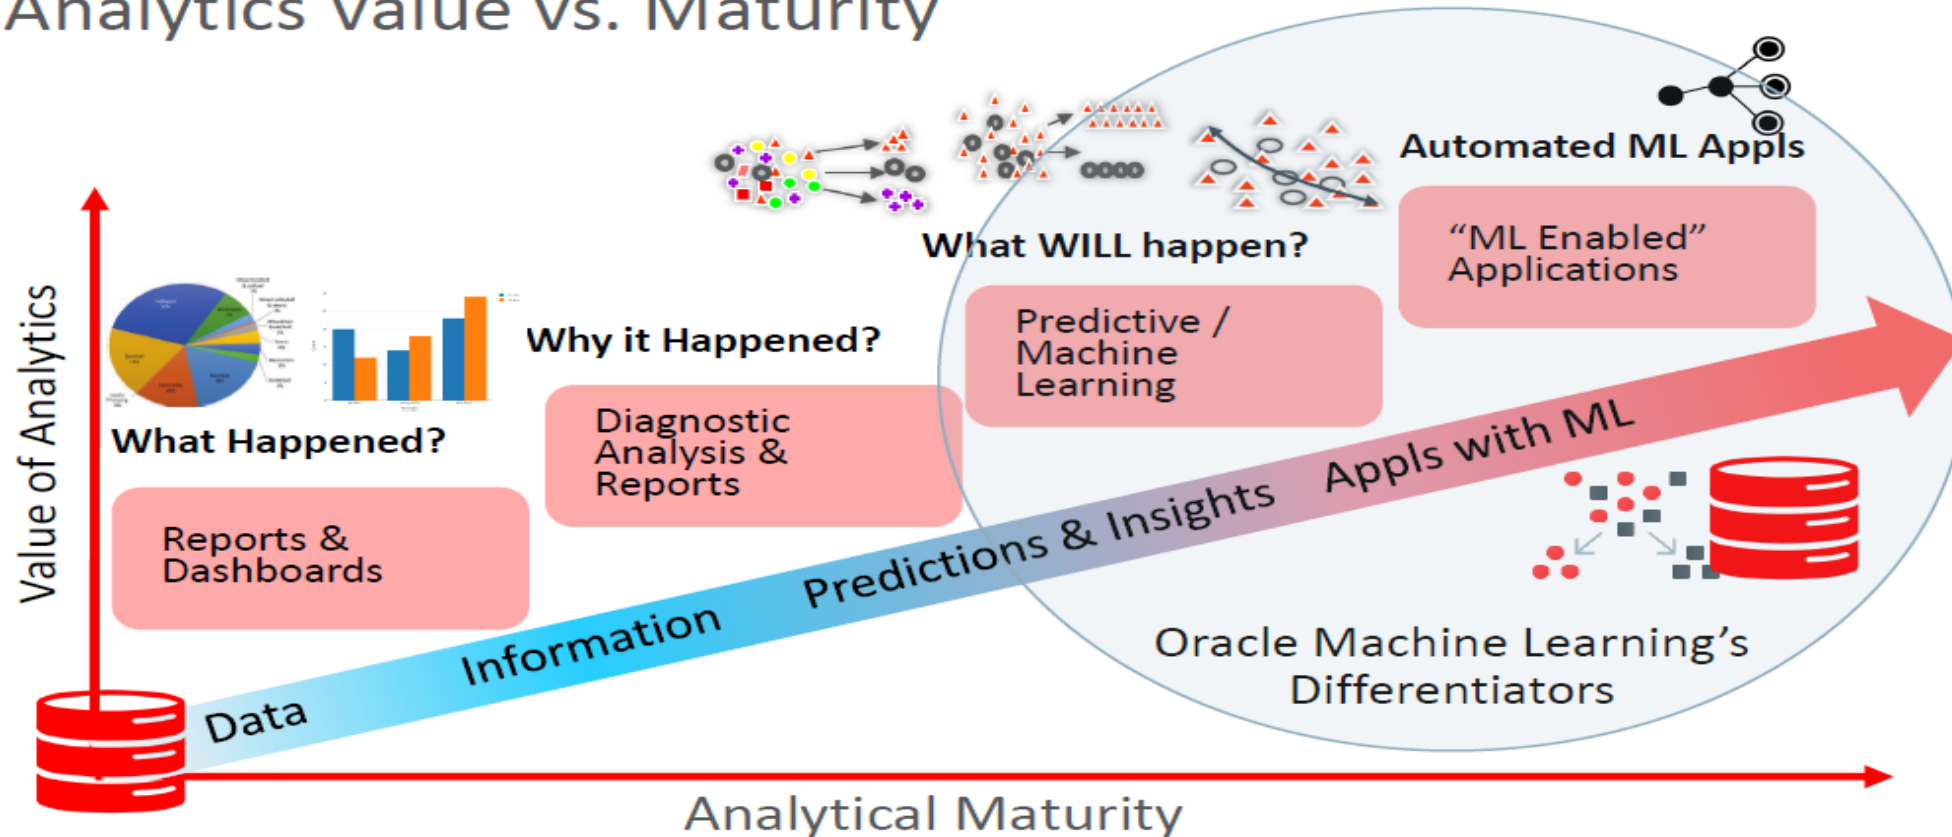 Analytics Value vs. Maturity
Automated ML Appls
“ML Enabled”
Applications
What WILL happen?
Predictive /
Machine
Learning
Why it Happened?
Diagnostic
Analysis &
Reports
What Happened?
Reports &
Dashboards
Value of Analytics
Data
Information
Predictions & Insights
Appls with ML
Oracle Machine Learning’s
Differentiators
Analytical Maturity